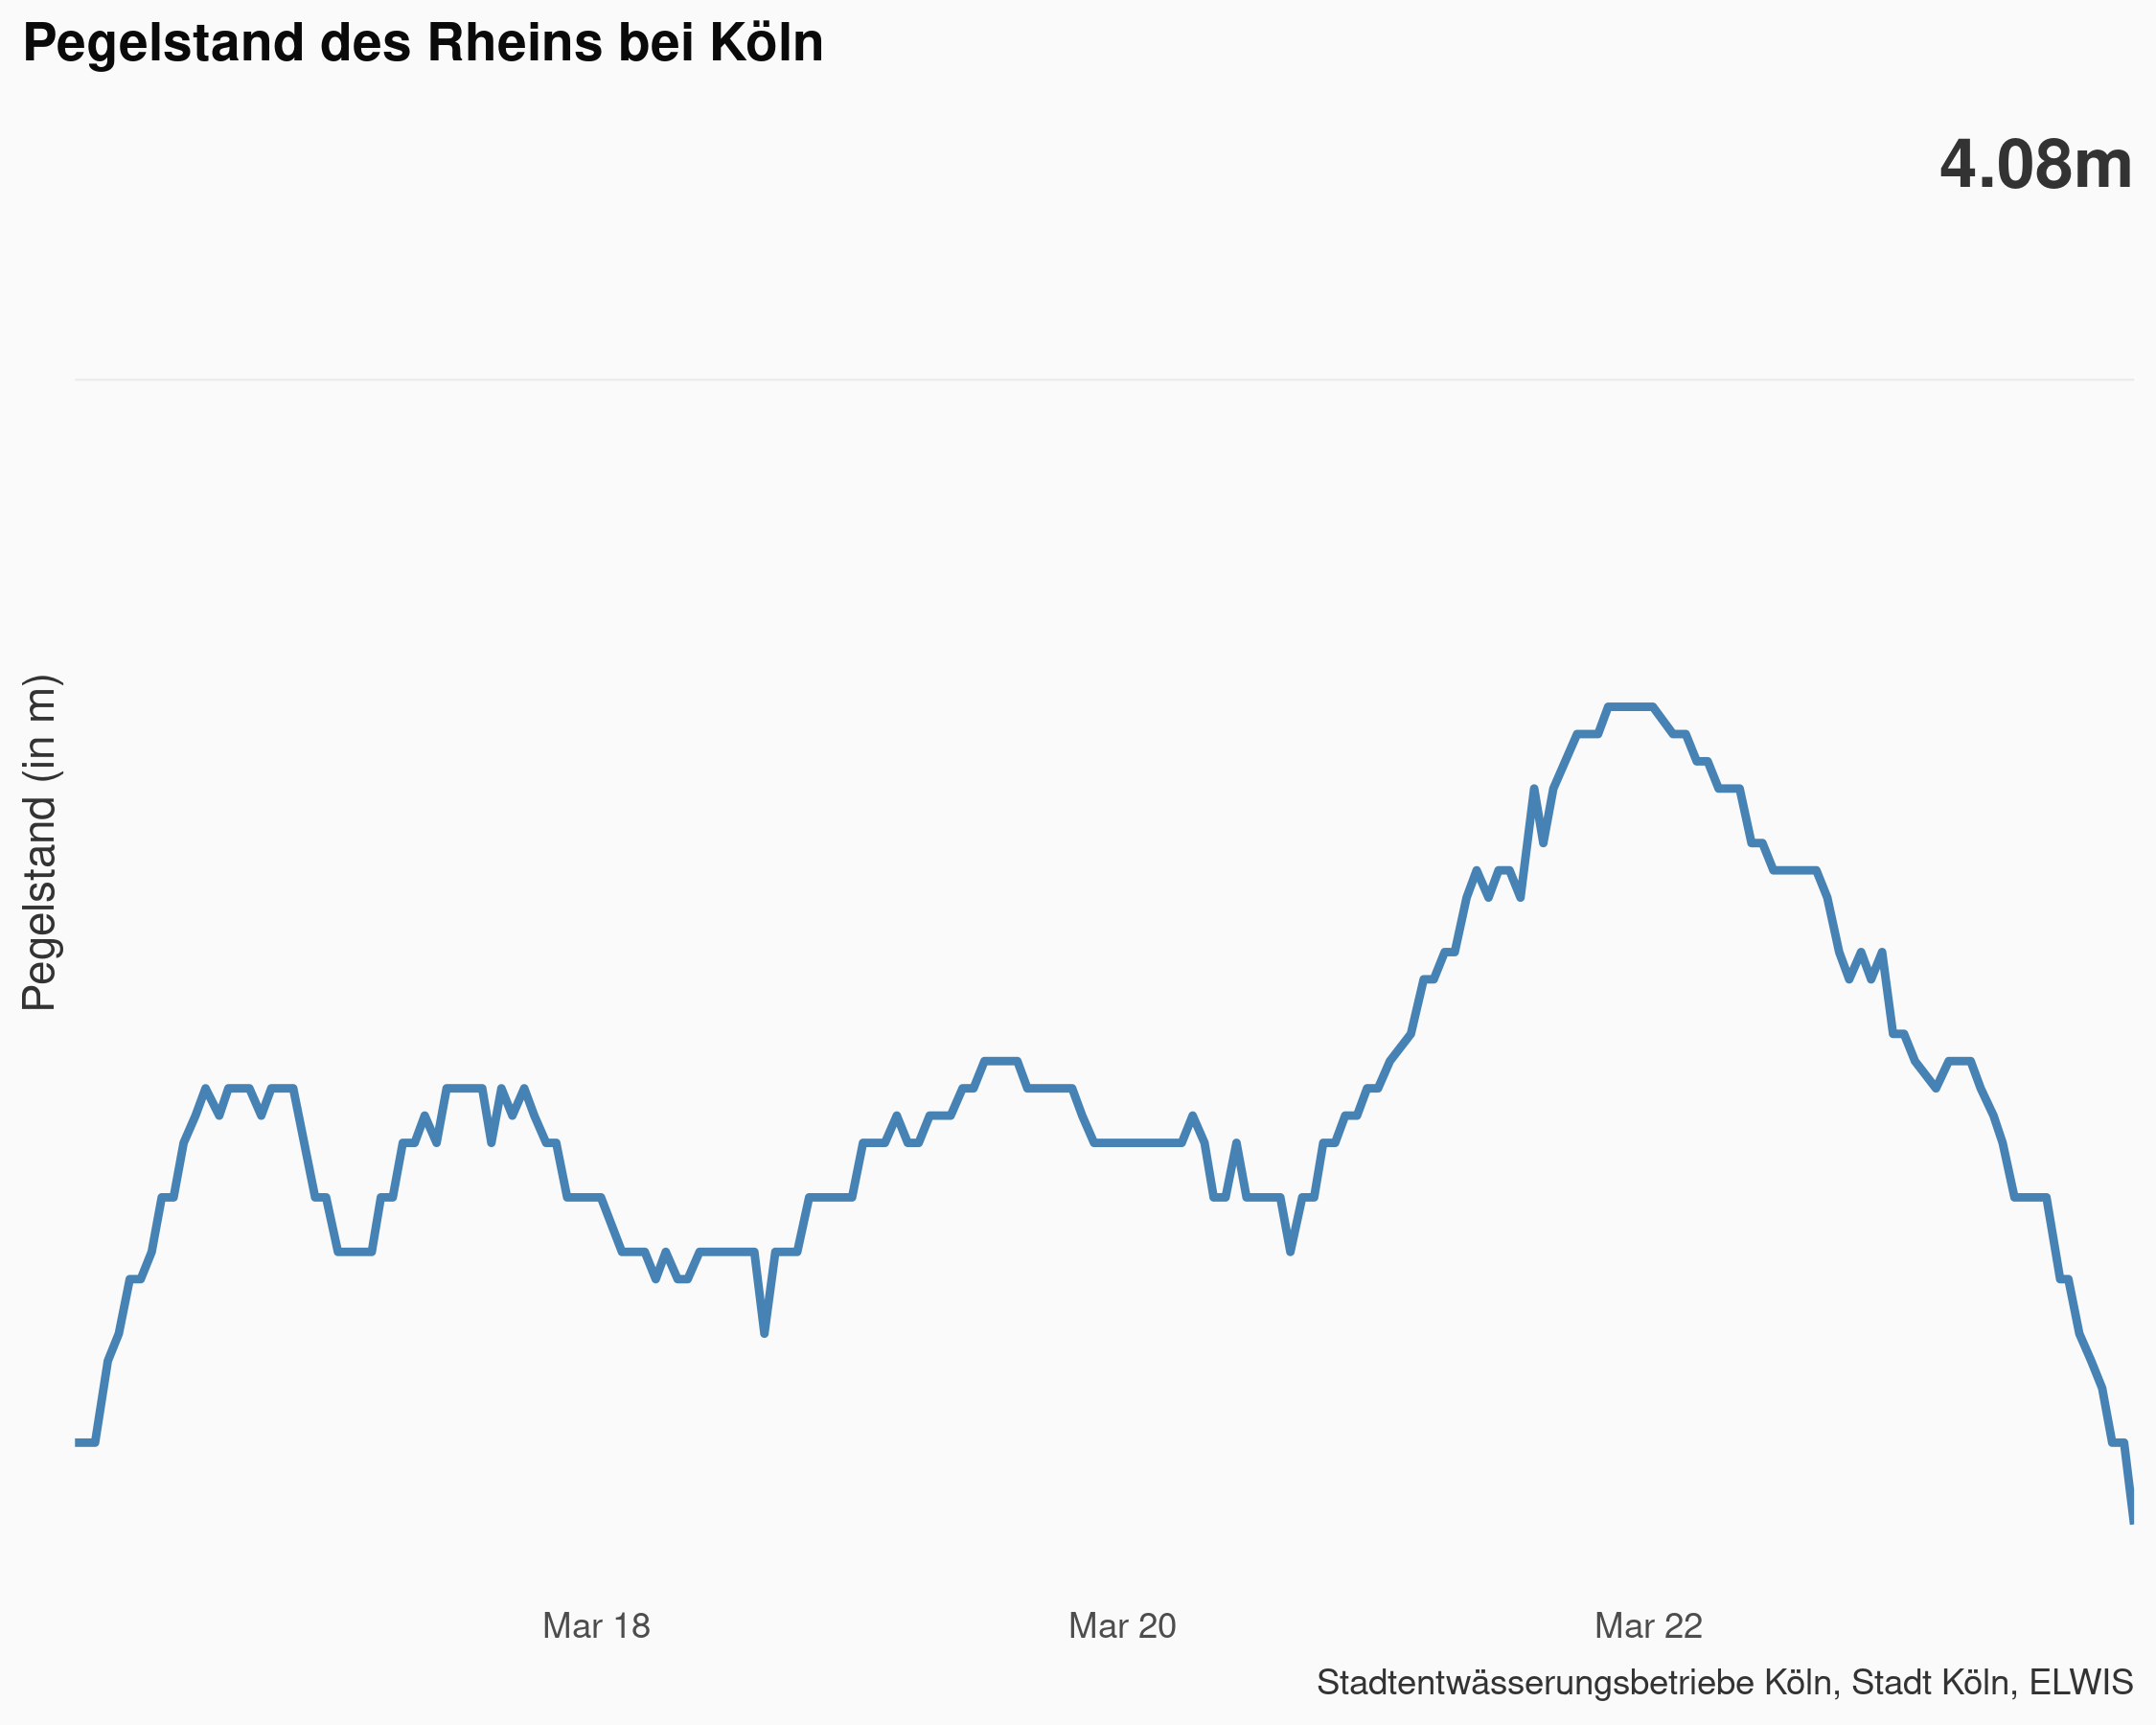 Pegelstand des Rheins bei Köln
4.08m
Pegelstand (in m)
Mar 18
Mar 20
Mar 22
Stadtentwässerungsbetriebe Köln, Stadt Köln, ELWIS